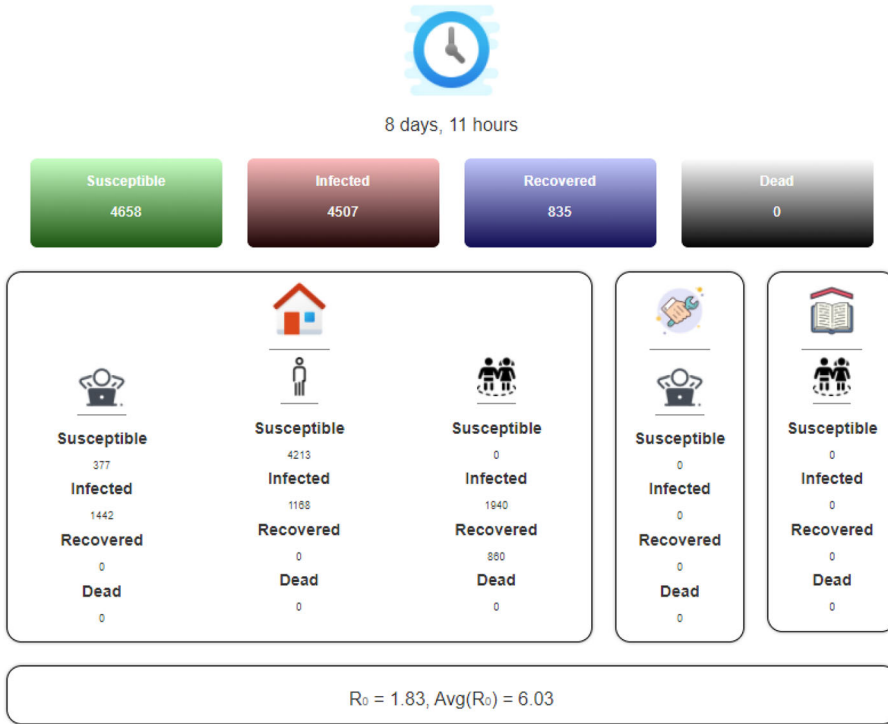 8 days, 11 hours
Susceptible
4658
Infected
4507
Recovered
835
Dead
0
Susceptible
377
Infected
1442
Recovered
0
Dead
0
Susceptible
4213
Infected
1168
Recovered
0
Dead
0
Susceptible
0
Infected
1940
Recovered
860
Dead
0
Susceptible
0
Infected
0
Recovered
0
Dead
0
Susceptible
0
Infected
0
Recovered
0
Dead
0
R₀ = 1.83, Avg(R₀) = 6.03